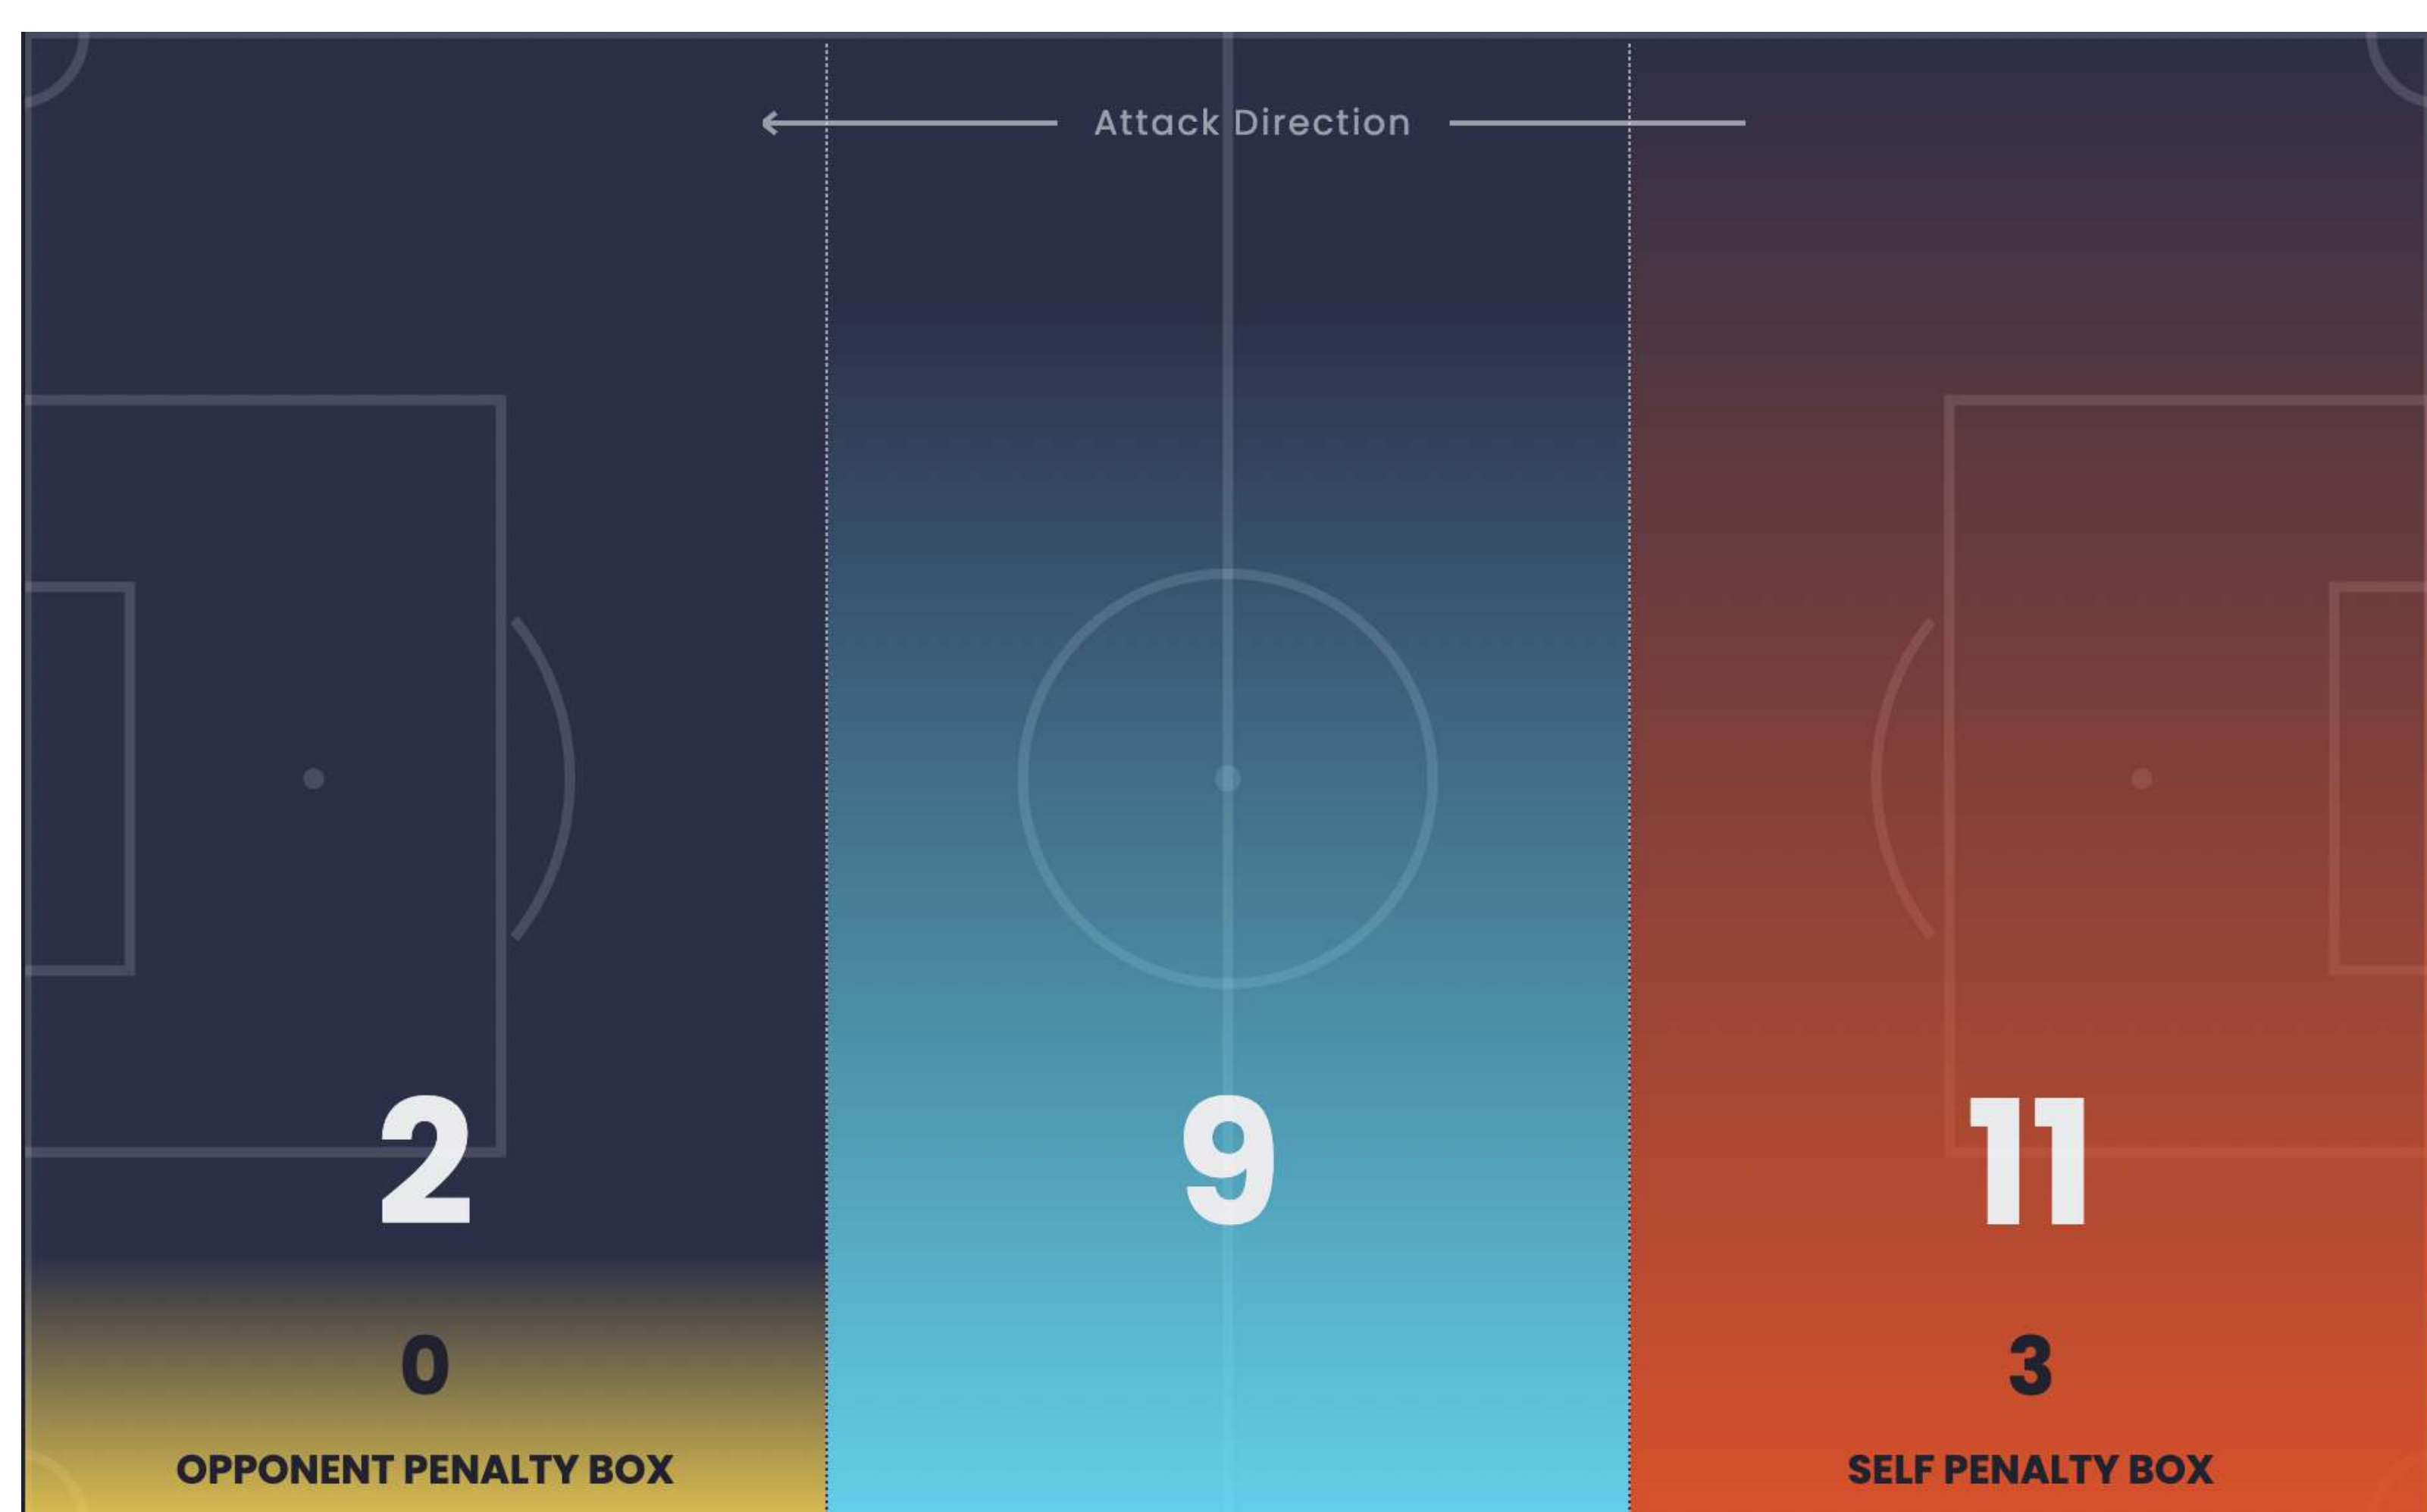 Attack Direction
2
9
11
0
3
OPPONENT PENALTY BOX
SELF PENALTY BOX